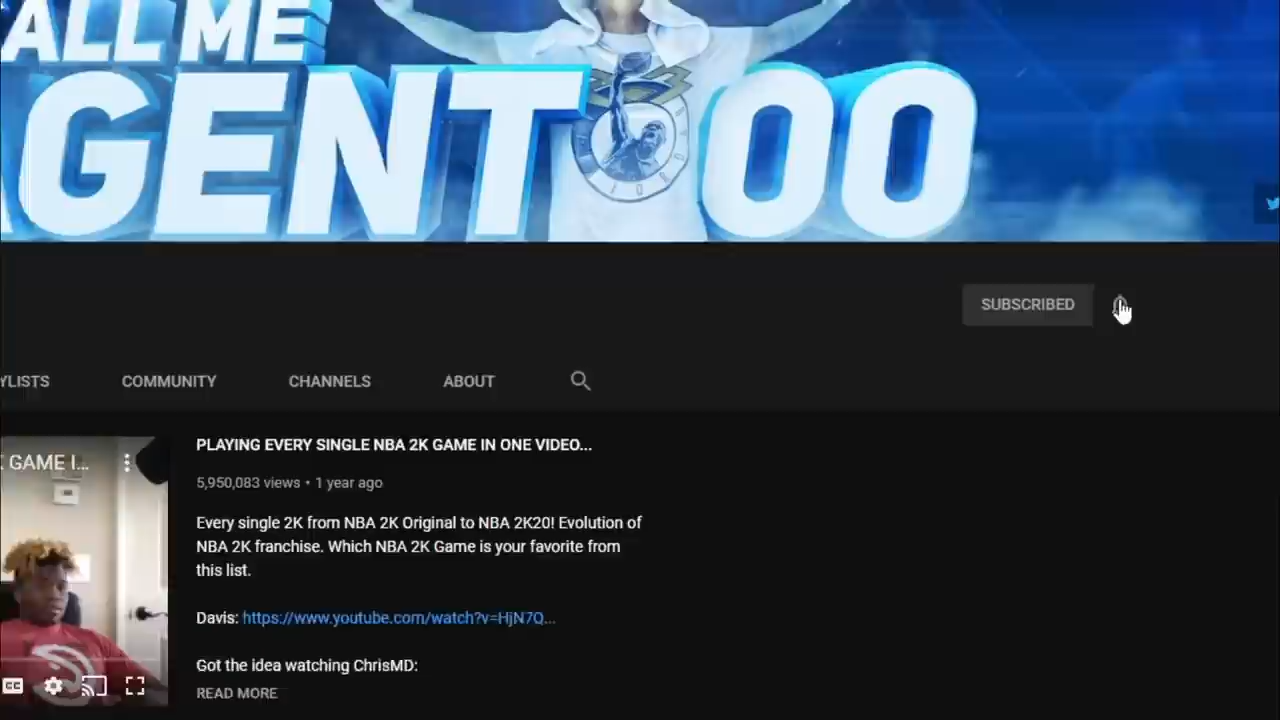 ALL ME
GENT 00
SUBSCRIBED
YLISTS
COMMUNITY
CHANNELS
ABOUT
GAME I...
PLAYING EVERY SINGLE NBA 2K GAME IN ONE VIDEO...
5,950,083 views • 1 year ago
Every single 2K from NBA 2K Original to NBA 2K20! Evolution of
NBA 2K franchise. Which NBA 2K Game is your favorite from
this list.
Davis: https://www.youtube.com/watch?v=HjN7Q...
Got the idea watching ChrisMD:
READ MORE
CC